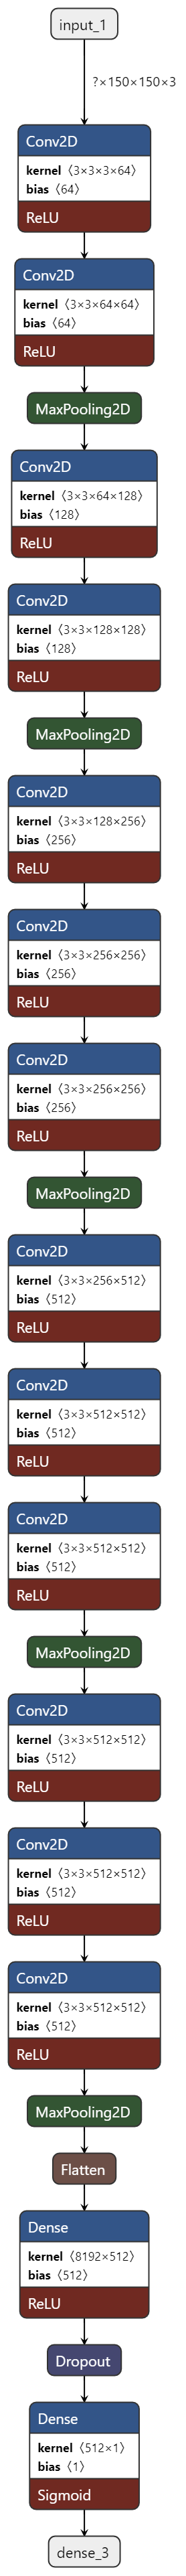 input_1
?×150×150×3
Conv2D
kernel〈3×3×3×64〉
bias〈64〉
ReLU
Conv2D
kernel〈3×3×64×64〉
bias〈64〉
ReLU
MaxPooling2D
Conv2D
kernel〈3×3×64×128〉
bias〈128〉
ReLU
Conv2D
kernel〈3×3×128×128〉
bias〈128〉
ReLU
MaxPooling2D
Conv2D
kernel〈3×3×128×256〉
bias〈256〉
ReLU
Conv2D
kernel〈3×3×256×256〉
bias〈256〉
ReLU
Conv2D
kernel〈3×3×256×256〉
bias〈256〉
ReLU
MaxPooling2D
Conv2D
kernel〈3×3×256×512〉
bias〈512〉
ReLU
Conv2D
kernel〈3×3×512×512〉
bias〈512〉
ReLU
Conv2D
kernel〈3×3×512×512〉
bias〈512〉
ReLU
MaxPooling2D
Conv2D
kernel〈3×3×512×512〉
bias〈512〉
ReLU
Conv2D
kernel〈3×3×512×512〉
bias〈512〉
ReLU
Conv2D
kernel〈3×3×512×512〉
bias〈512〉
ReLU
MaxPooling2D
Flatten
Dense
kernel〈8192×512〉
bias〈512〉
ReLU
Dropout
Dense
kernel〈512×1〉
bias〈1〉
Sigmoid
dense_3